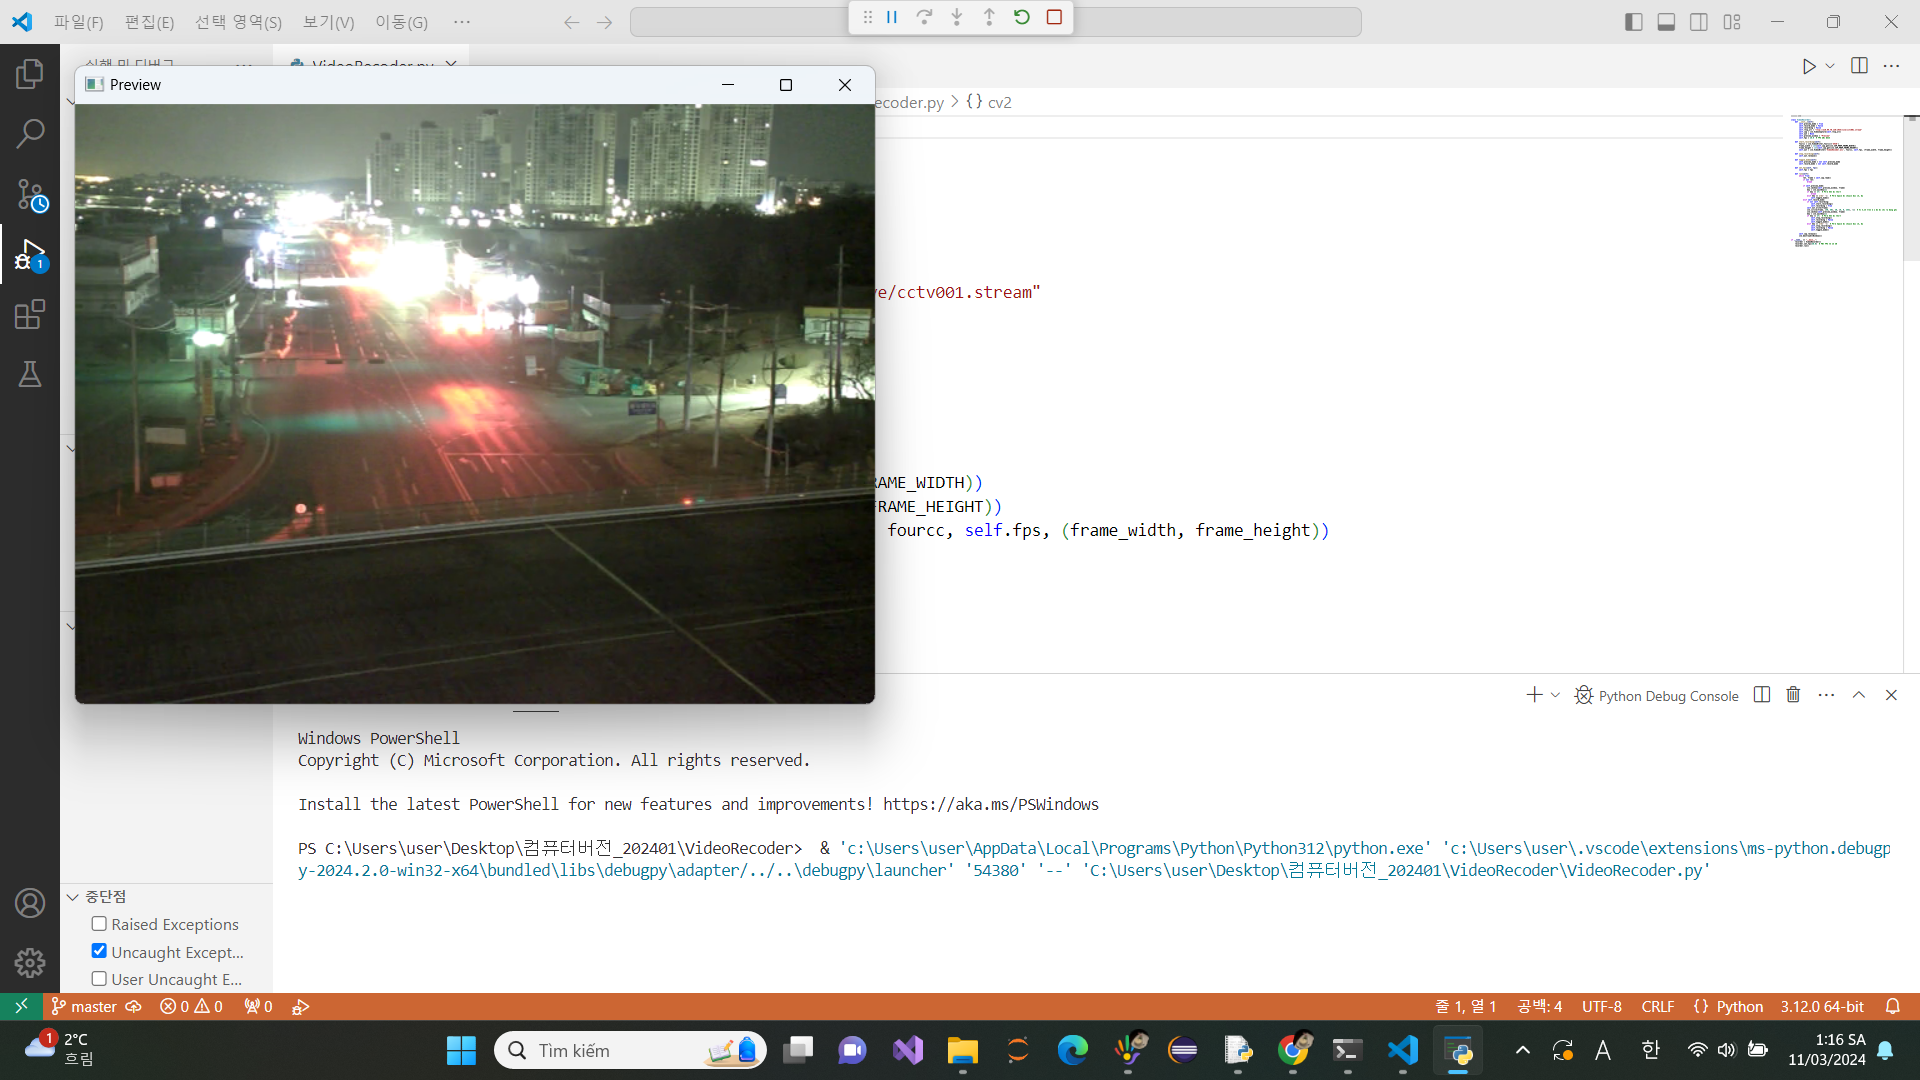 파일(F) 편집(E) 선택 영역(S) 보기(V) 이동(G) ···
VideoRecoder.py
Preview
ecoder.py > {} cv2
ve/cctv001.stream"
RAME_WIDTH))
FRAME_HEIGHT))
fourcc, self.fps, (frame_width, frame_height))
Python Debug Console
Windows PowerShell
Copyright (C) Microsoft Corporation. All rights reserved.
Install the latest PowerShell for new features and improvements! https://aka.ms/PSWindows
PS C:\Users\user\Desktop\컴퓨터버전_202401\VideoRecoder>  & 'c:\Users\user\AppData\Local\Programs\Python\Python312\python.exe' 'c:\Users\user\.vscode\extensions\ms-python.debugp
y-2024.2.0-win32-x64\bundled\libs\debugpy\adapter/../..\debugpy\launcher' '54380' '--' 'C:\Users\user\Desktop\컴퓨터버전_202401\VideoRecoder\VideoRecoder.py'
1
중단점
Raised Exceptions
Uncaught Except...
User Uncaught E...
master 0 0 0 줄 1, 열 1 공백: 4 UTF-8 CRLF {} Python 3.12.0 64-bit
1 2°C
흐림
Tìm kiếm
A 한
1:16 SA
11/03/2024